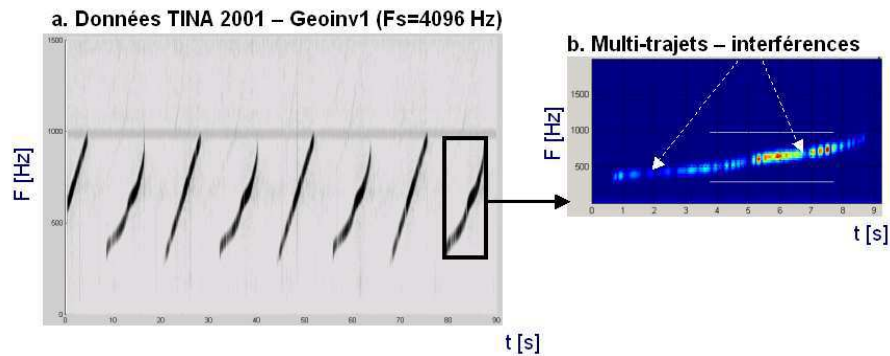 a. Données TINA 2001 – Geoinv1 (Fs=4096 Hz)
1500
1000
500
0
F [Hz]
0 10 20 30 40 50 60 70 80 90
t [s]
b. Multi-trajets – interférences
1500
1000
500
F [Hz]
0 1 2 3 4 5 6 7 8 9
t [s]